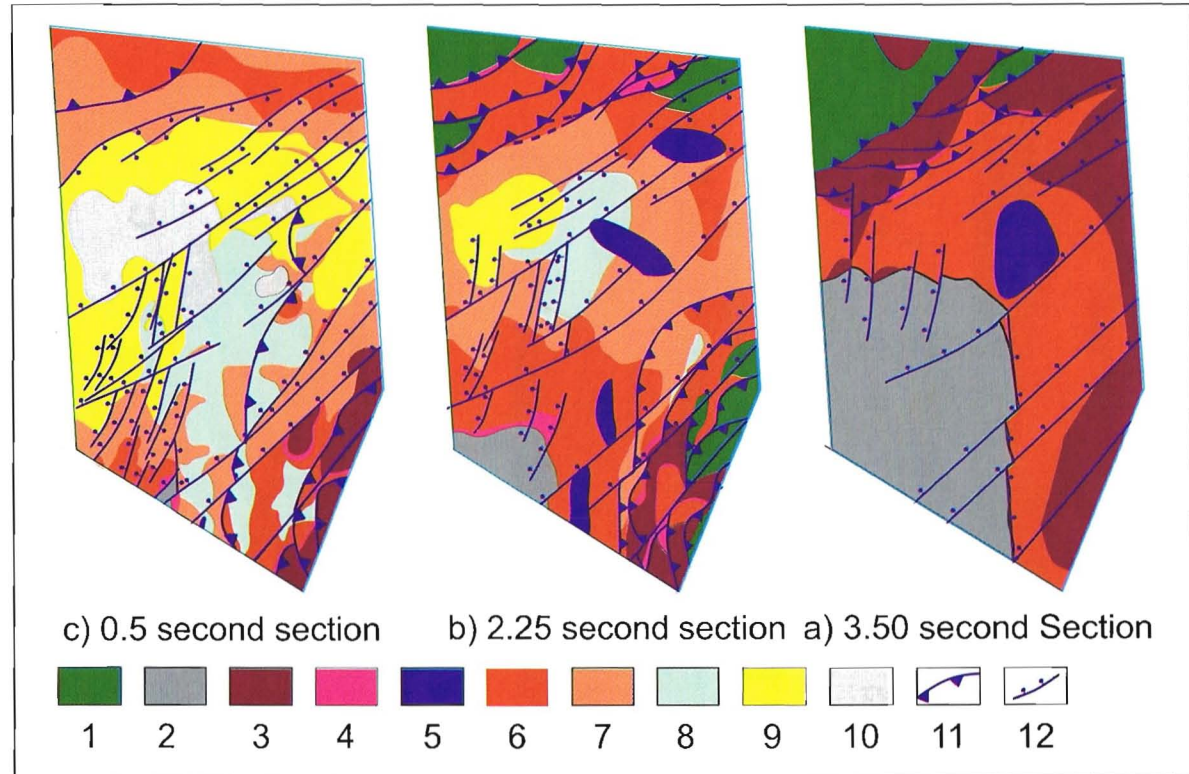 c) 0.5 second section b) 2.25 second section a) 3.50 second Section
1 2 3 4 5 6 7 8 9 10 11 12